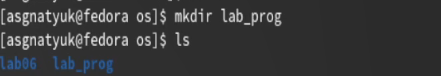 [asgnatyuk@fedora os]$ mkdir lab_prog
[asgnatyuk@fedora os]$ ls
lab06  lab_prog